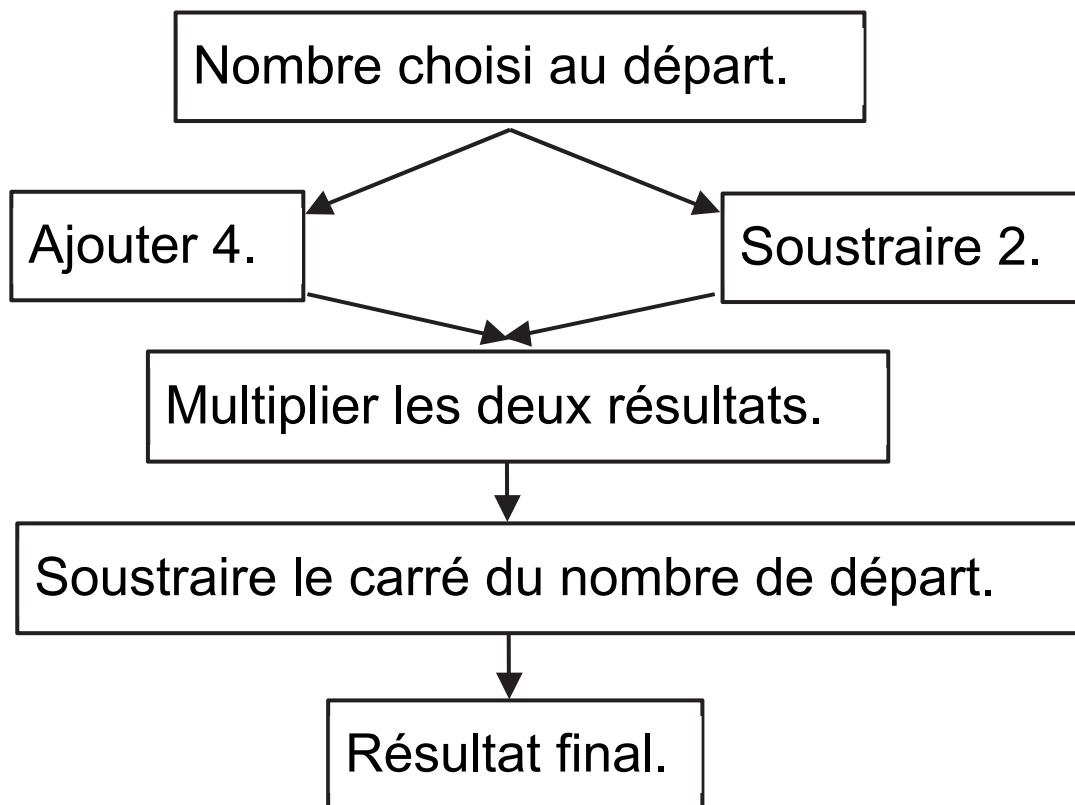 Nombre choisi au départ.
Ajouter 4.
Soustraire 2.
Multiplier les deux résultats.
Soustraire le carré du nombre de départ.
Résultat final.